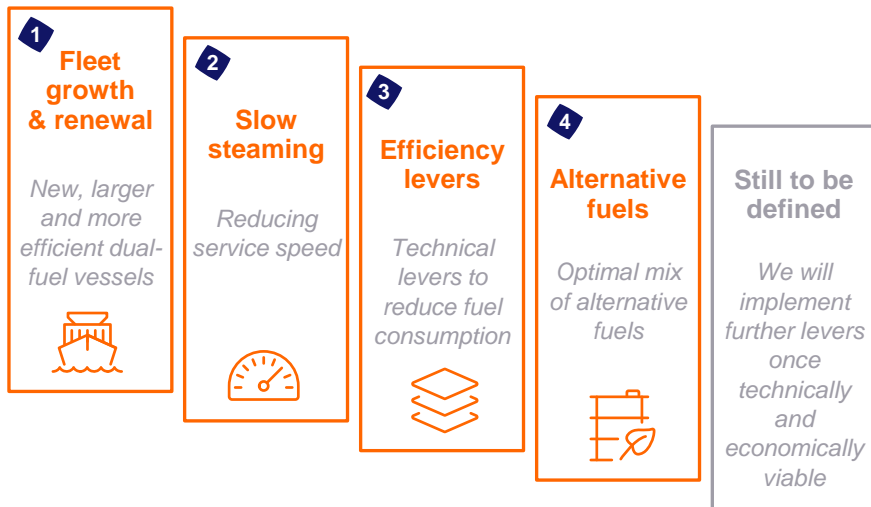 1
Fleet
growth
& renewal
New, larger
and more
efficient dual-
fuel vessels
2
Slow
steaming
Reducing
service speed
3
Efficiency
levers
Technical
levers to
reduce fuel
consumption
4
Alternative
fuels
Optimal mix
of alternative
fuels
Still to be
defined
We will
implement
further levers
once
technically
and
economically
viable